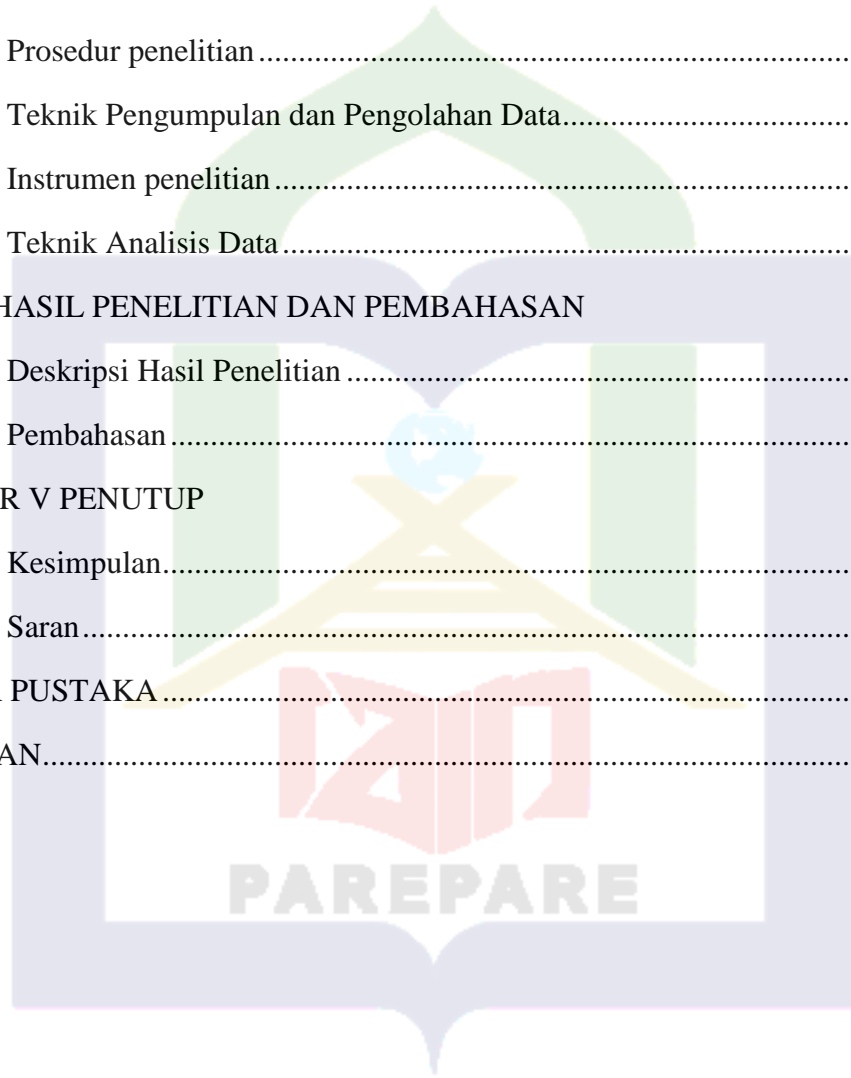 Prosedur penelitian
Teknik Pengumpulan dan Pengolahan Data
Instrumen penelitian
Teknik Analisis Data
HASIL PENELITIAN DAN PEMBAHASAN
Deskripsi Hasil Penelitian
Pembahasan
R V PENUTUP
Kesimpulan
Saran
PUSTAKA
AN
PAREPARE